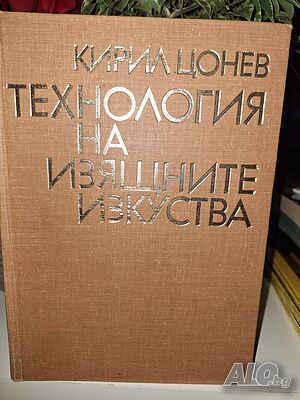 КИРИЛ ЦОНЕВ
ТЕХНОЛОГИЯ
НА
ИЗЯЩНИТЕ
ИЗКУСТВА
ALO.bg